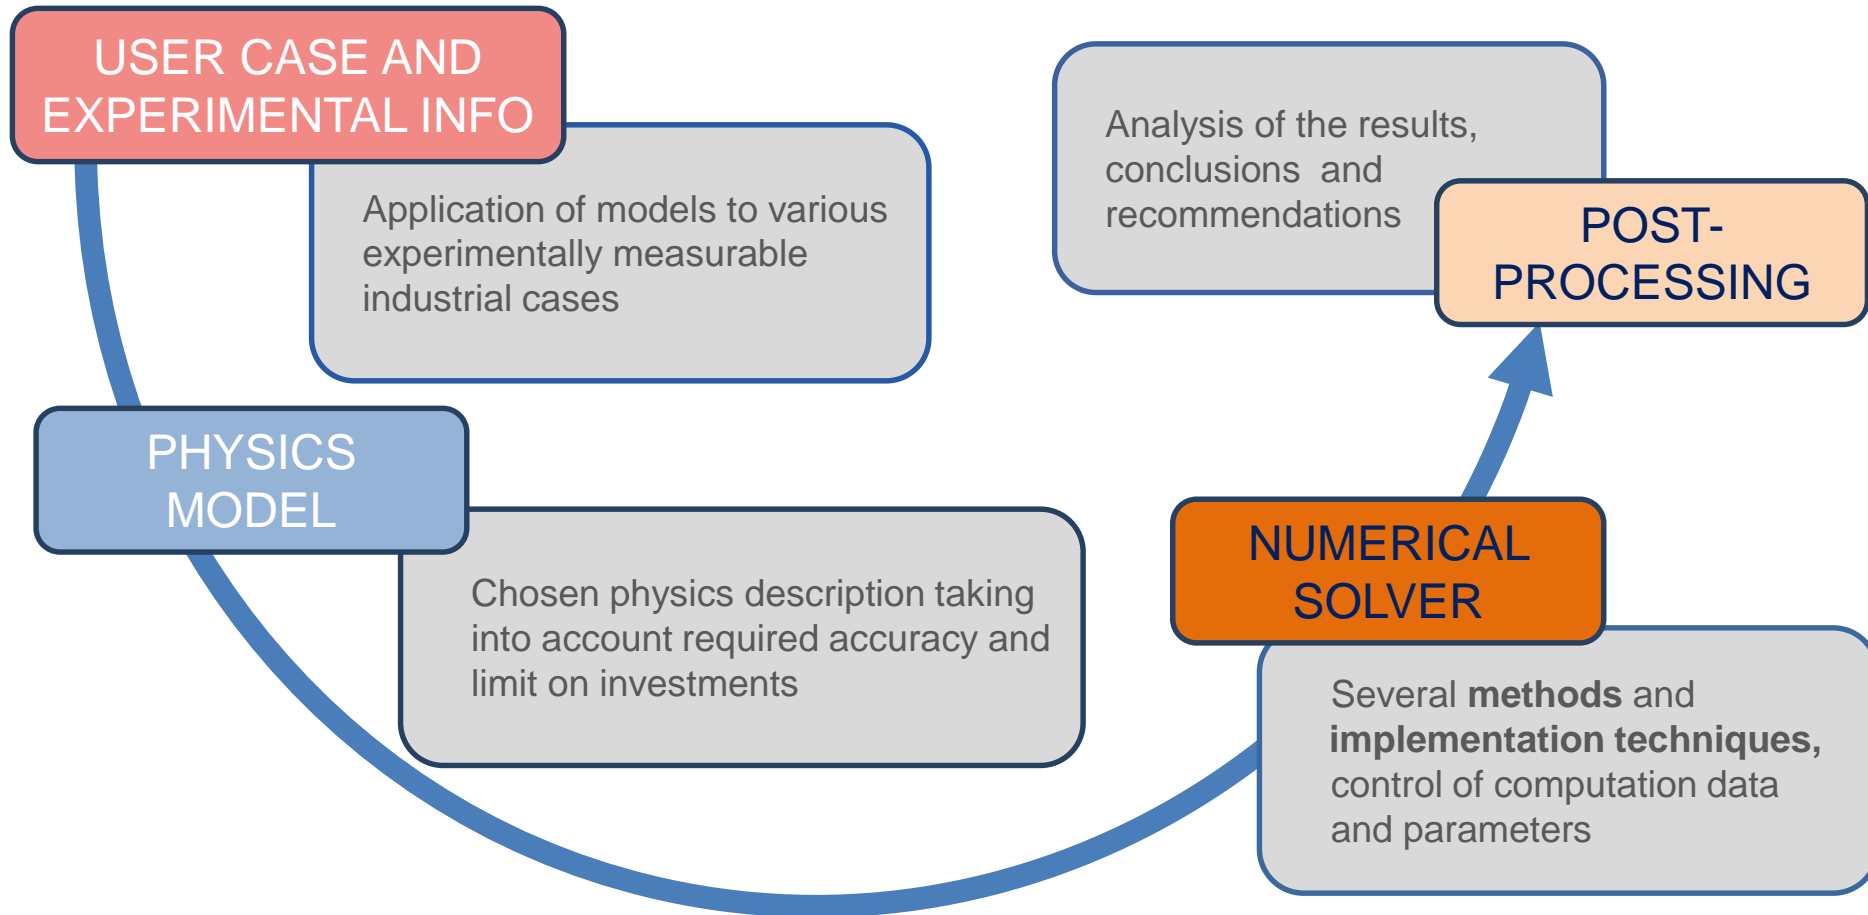 USER CASE AND
EXPERIMENTAL INFO
Application of models to various
experimentally measurable
industrial cases
PHYSICS
MODEL
Chosen physics description taking
into account required accuracy and
limit on investments
NUMERICAL
SOLVER
Several methods and
implementation techniques,
control of computation data
and parameters
POST-
PROCESSING
Analysis of the results,
conclusions  and
recommendations